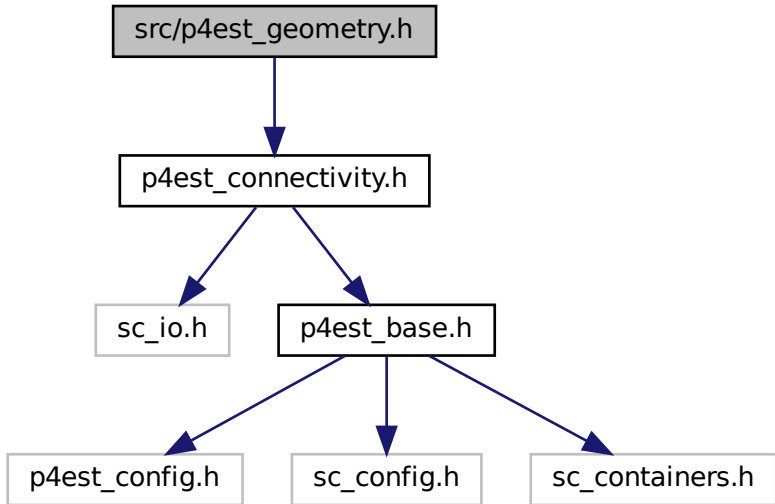 src/p4est_geometry.h
p4est_connectivity.h
sc_io.h
p4est_base.h
p4est_config.h
sc_config.h
sc_containers.h